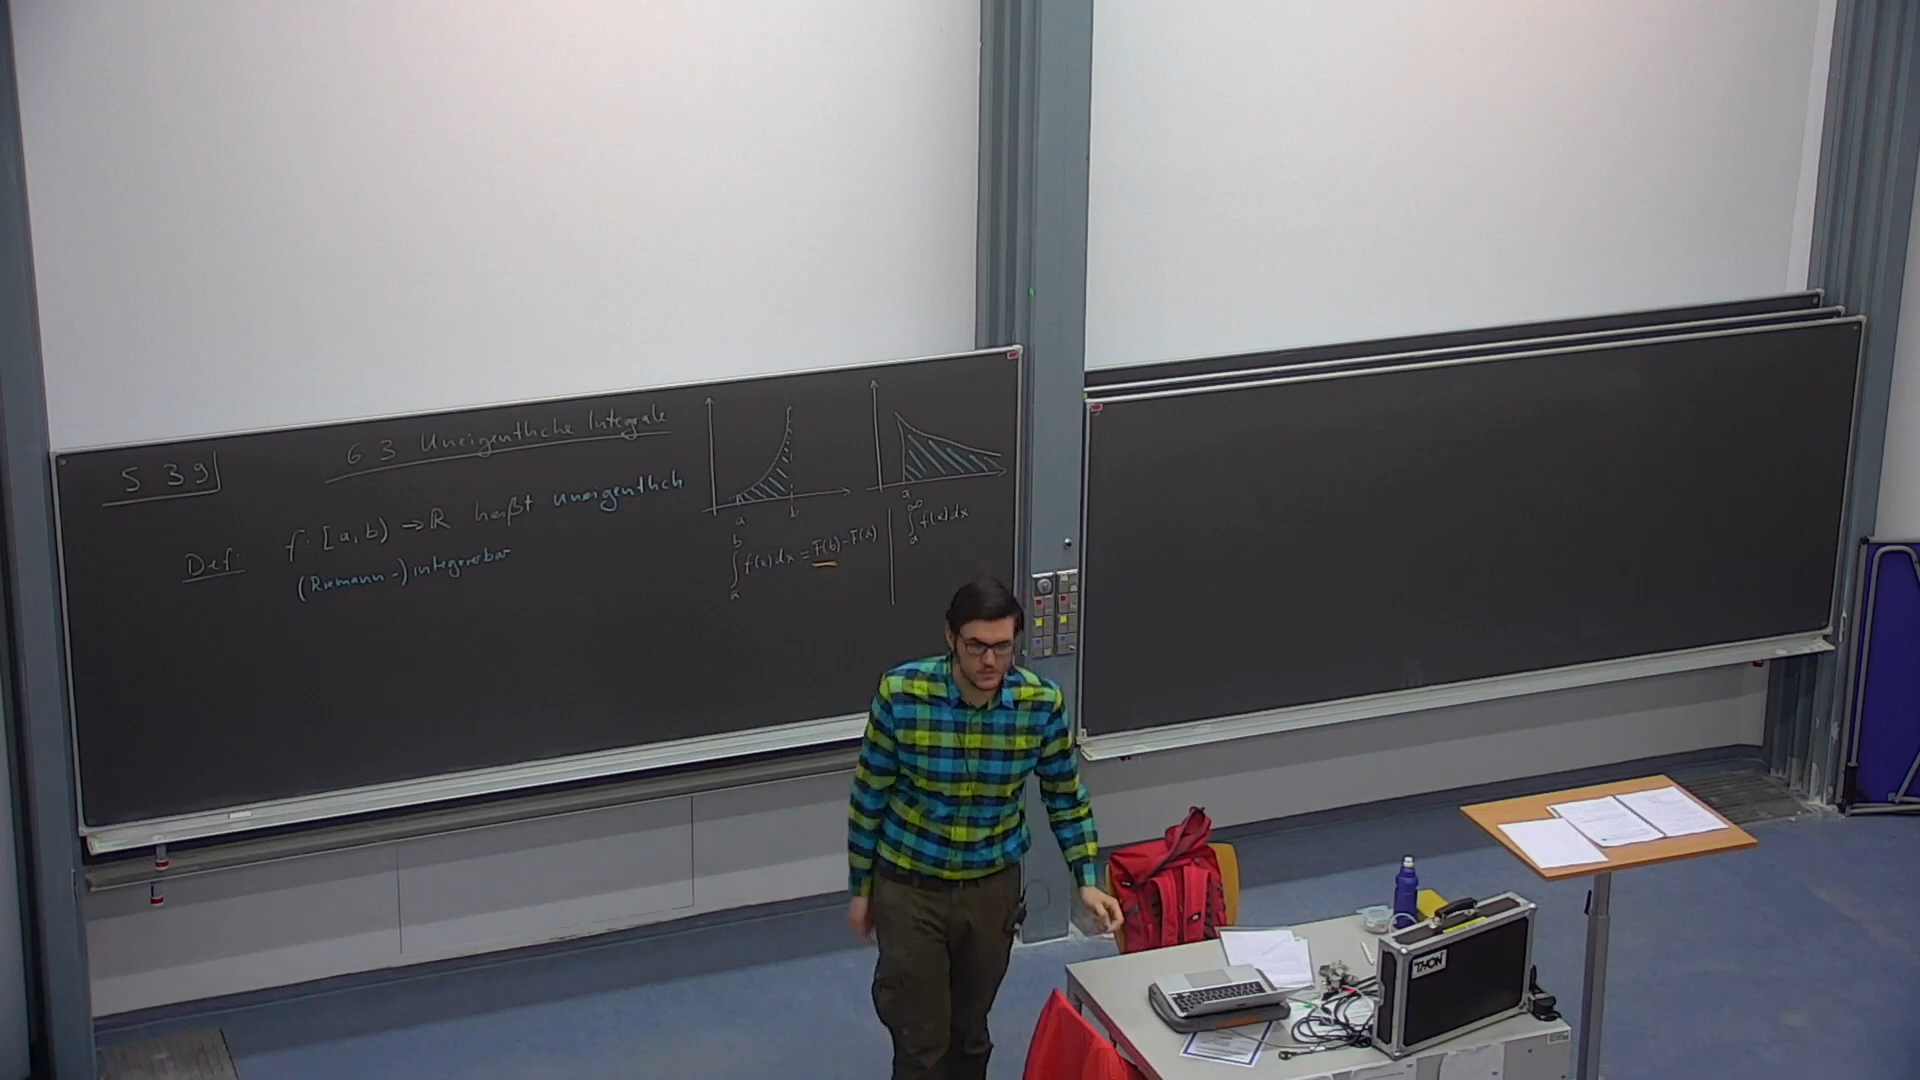 S 39
6 3 Uneigentliche Integrale
Def: f: [a,b) → ℝ heißt uneigentlich
(Riemann-) integrierbar
a b
a
b
∫ f(x) dx = F(b) - F(a)
a
∞
∫ f(x) dx
a
THON